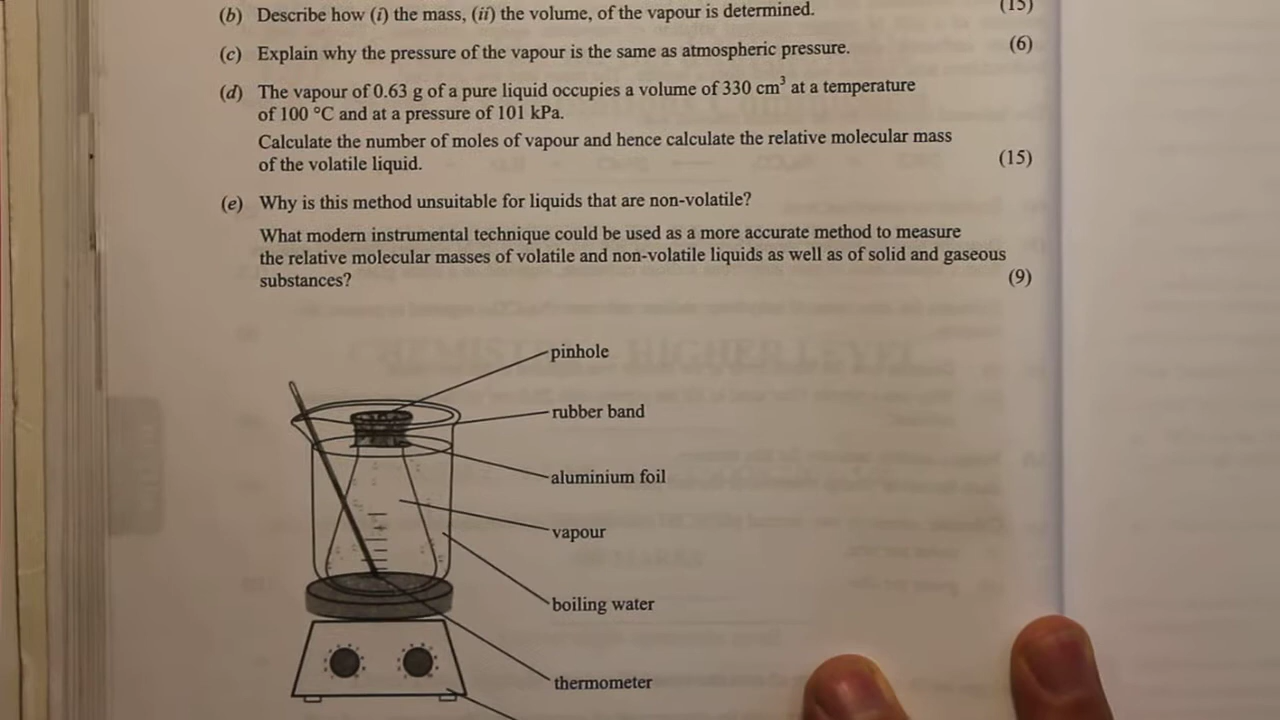 (b) Describe how (i) the mass, (ii) the volume, of the vapour is determined. (15)
(c) Explain why the pressure of the vapour is the same as atmospheric pressure. (6)
(d) The vapour of 0.63 g of a pure liquid occupies a volume of 330 cm³ at a temperature
of 100 °C and at a pressure of 101 kPa.
Calculate the number of moles of vapour and hence calculate the relative molecular mass
of the volatile liquid. (15)
(e) Why is this method unsuitable for liquids that are non-volatile?
What modern instrumental technique could be used as a more accurate method to measure
the relative molecular masses of volatile and non-volatile liquids as well as of solid and gaseous
substances? (9)
pinhole
rubber band
aluminium foil
vapour
boiling water
thermometer